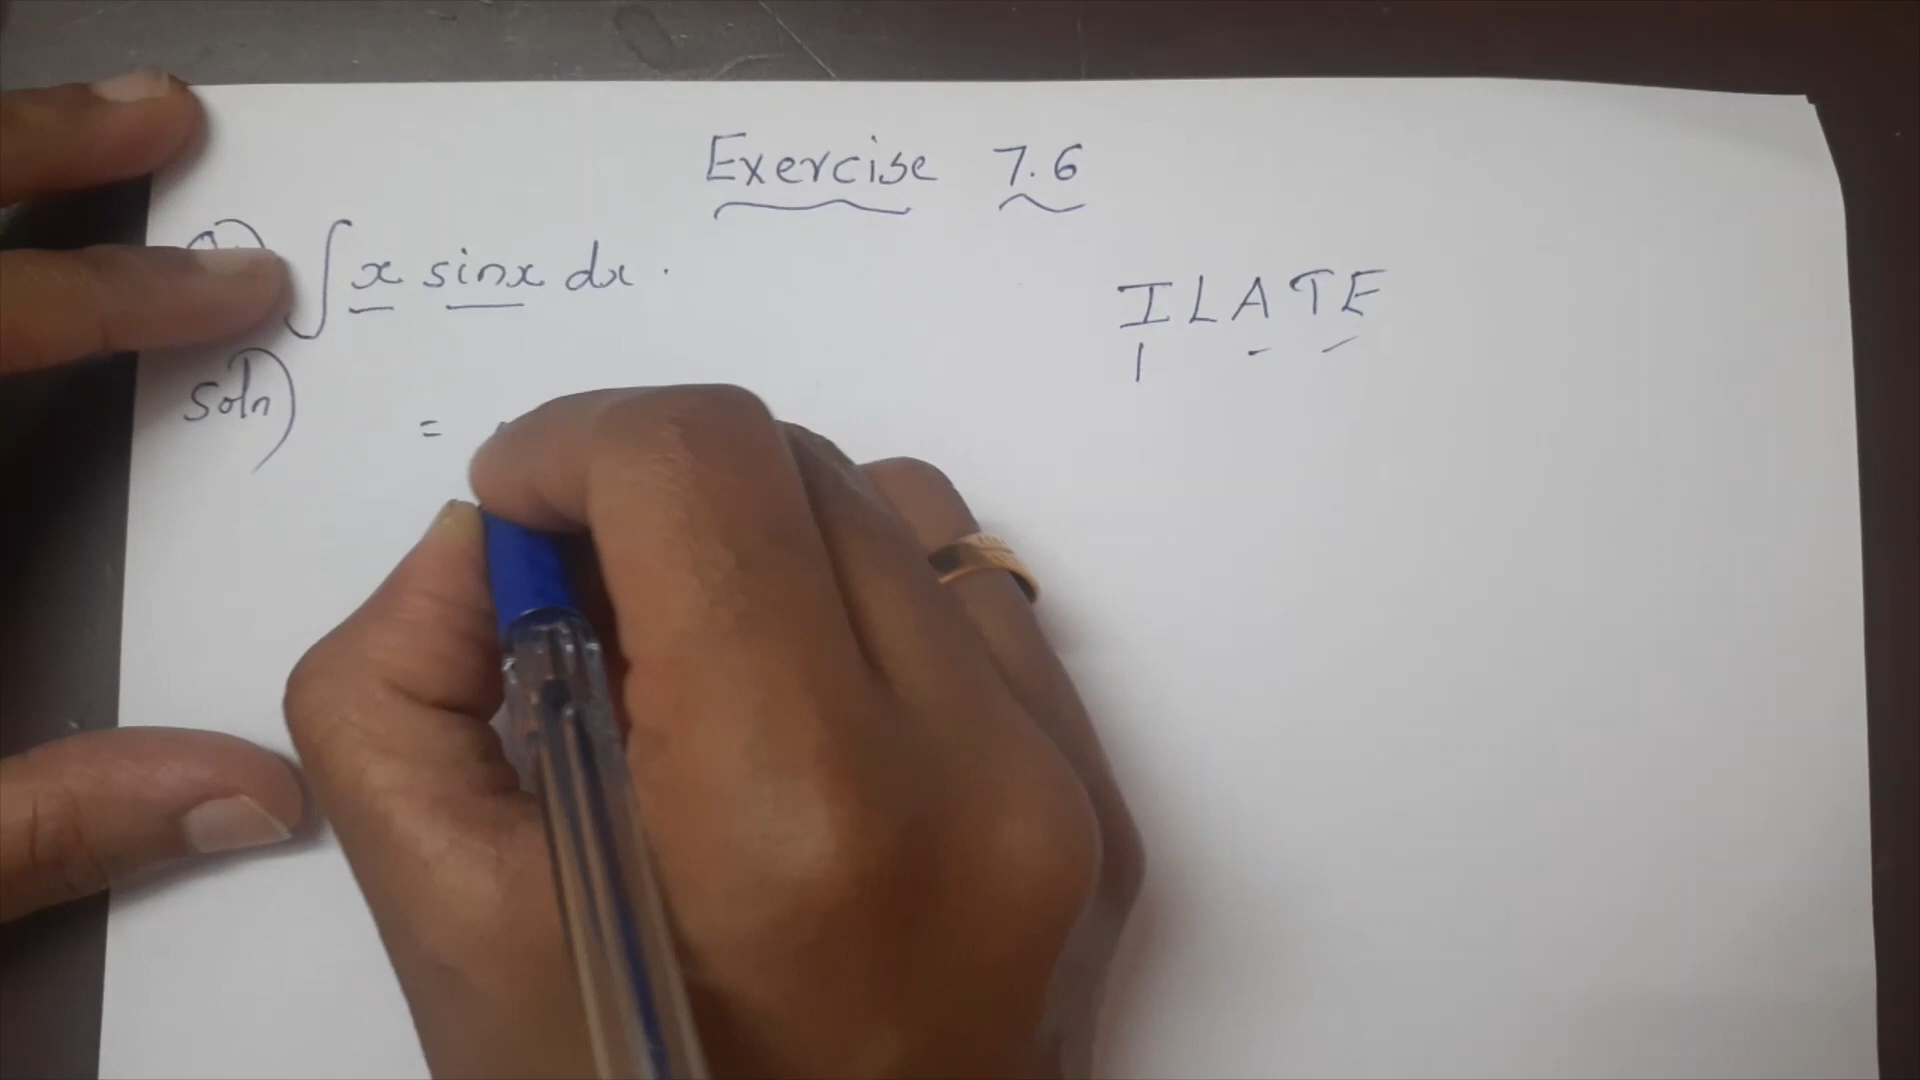 Exercise 7.6
∫ x sinx dx .
ILATE
Soln)
=